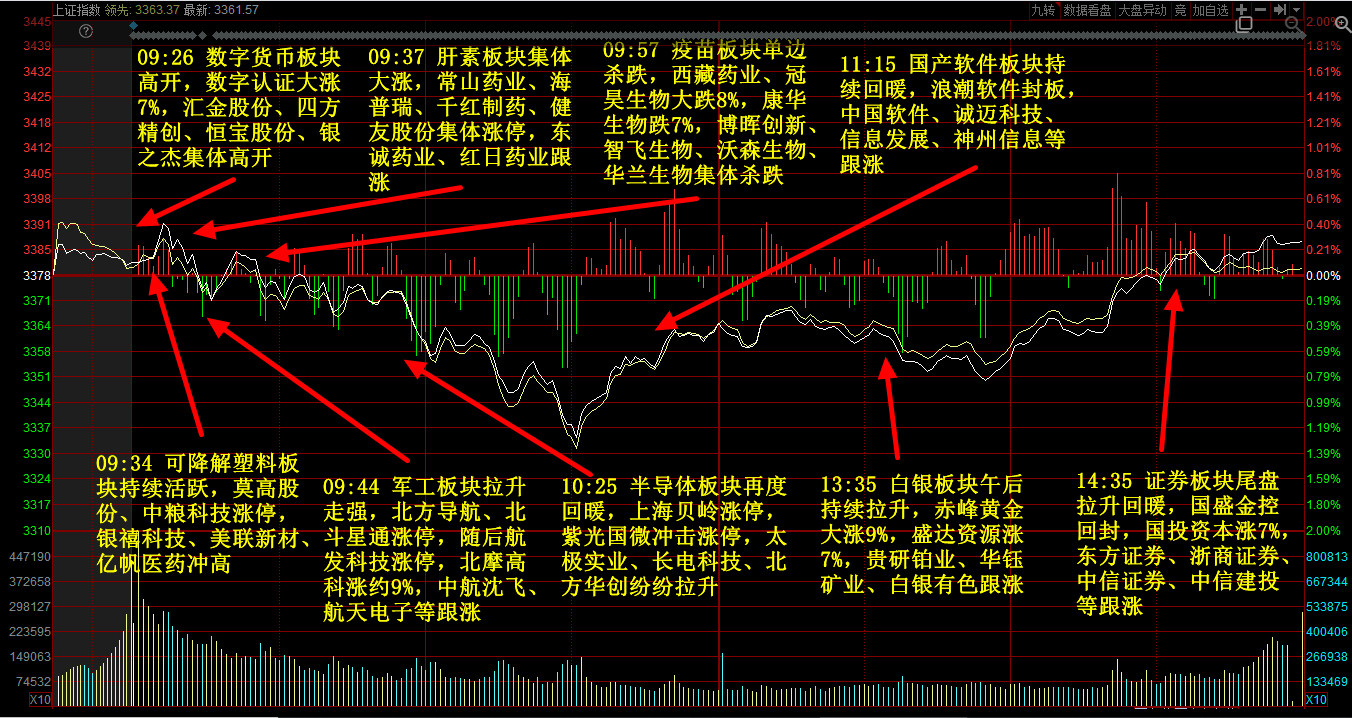 上证指数 领先: 3363.37 最新: 3361.57
九转 数据看盘 大盘异动 竞 加自选
3445
3439
3432
3425
3418
3412
3405
3398
3391
3385
3378
3371
3364
3358
3351
3344
3337
3330
3324
3317
3310
447190
372658
298127
223595
149063
74532
X10
09:26 数字货币板块
高开，数字认证大涨
7%，汇金股份、四方
精创、恒宝股份、银
之杰集体高开
09:37 肝素板块集体
大涨，常山药业、海
普瑞、千红制药、健
友股份集体涨停，东
诚药业、红日药业跟
涨
09:57 疫苗板块单边
杀跌，西藏药业、冠
昊生物大跌8%，康华
生物跌7%，博晖创新、
智飞生物、沃森生物、
华兰生物集体杀跌
11:15 国产软件板块持
续回暖，浪潮软件封板，
中国软件、诚迈科技、
信息发展、神州信息等
跟涨
09:34 可降解塑料板
块持续活跃，莫高股
份、中粮科技涨停，
银禧科技、美联新材、
亿帆医药冲高
09:44 军工板块拉升
走强，北方导航、北
斗星通涨停，随后航
发科技涨停，北摩高
科涨约9%，中航沈飞、
航天电子等跟涨
10:25 半导体板块再度
回暖，上海贝岭涨停，
紫光国微冲击涨停，太
极实业、长电科技、北
方华创纷纷拉升
13:35 白银板块午后
持续拉升，赤峰黄金
大涨9%，盛达资源涨
7%，贵研铂业、华钰
矿业、白银有色跟涨
14:35 证券板块尾盘
拉升回暖，国盛金控
回封，国投资本涨7%，
东方证券、浙商证券、
中信证券、中信建投
等跟涨
2.00%
1.81%
1.61%
1.41%
1.21%
1.01%
0.81%
0.61%
0.40%
0.21%
0.00%
0.19%
0.39%
0.59%
0.79%
0.99%
1.19%
1.39%
1.59%
1.80%
2.00%
800813
667344
533875
400406
266938
133469
X10